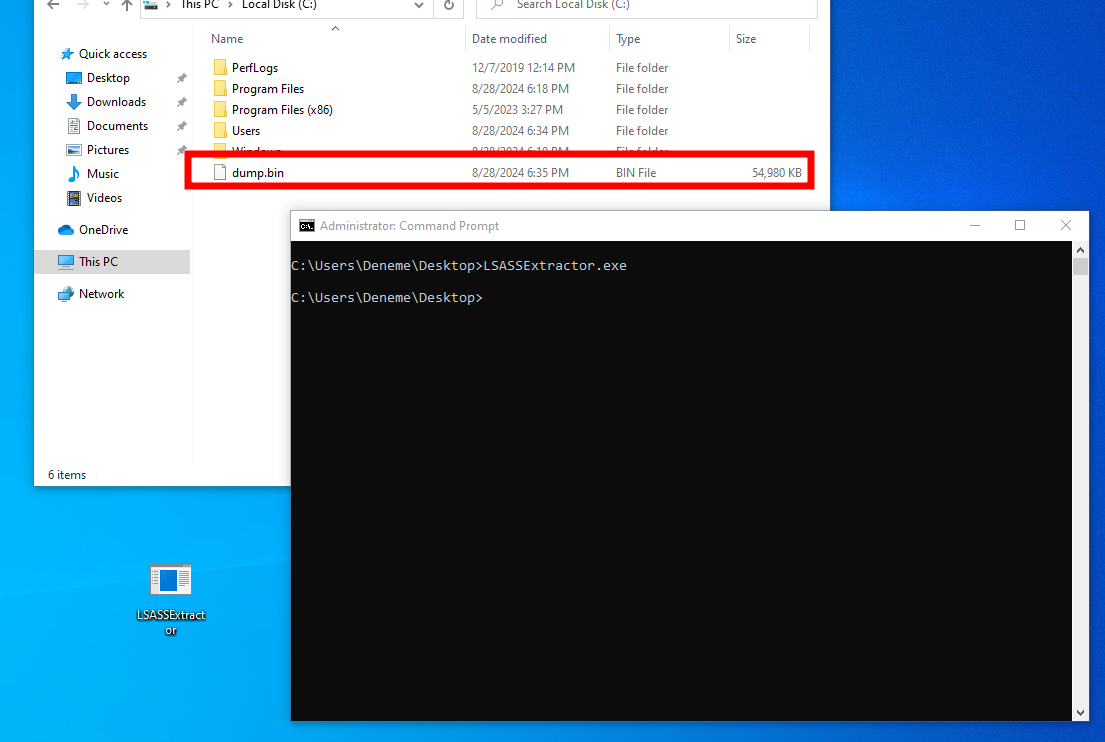 This PC > Local Disk (C:)
Search Local Disk (C:)
Name Date modified Type Size
Quick access
Desktop
Downloads
Documents
Pictures
Music
Videos
OneDrive
This PC
Network
PerfLogs 12/7/2019 12:14 PM File folder
Program Files 8/28/2024 6:18 PM File folder
Program Files (x86) 5/5/2023 3:27 PM File folder
Users 8/28/2024 6:34 PM File folder
Windows 8/28/2024 6:19 PM File folder
dump.bin 8/28/2024 6:35 PM BIN File 54,980 KB
6 items
Administrator: Command Prompt
C:\Users\Deneme\Desktop>LSASSExtractor.exe
C:\Users\Deneme\Desktop>
LSASSExtract
or